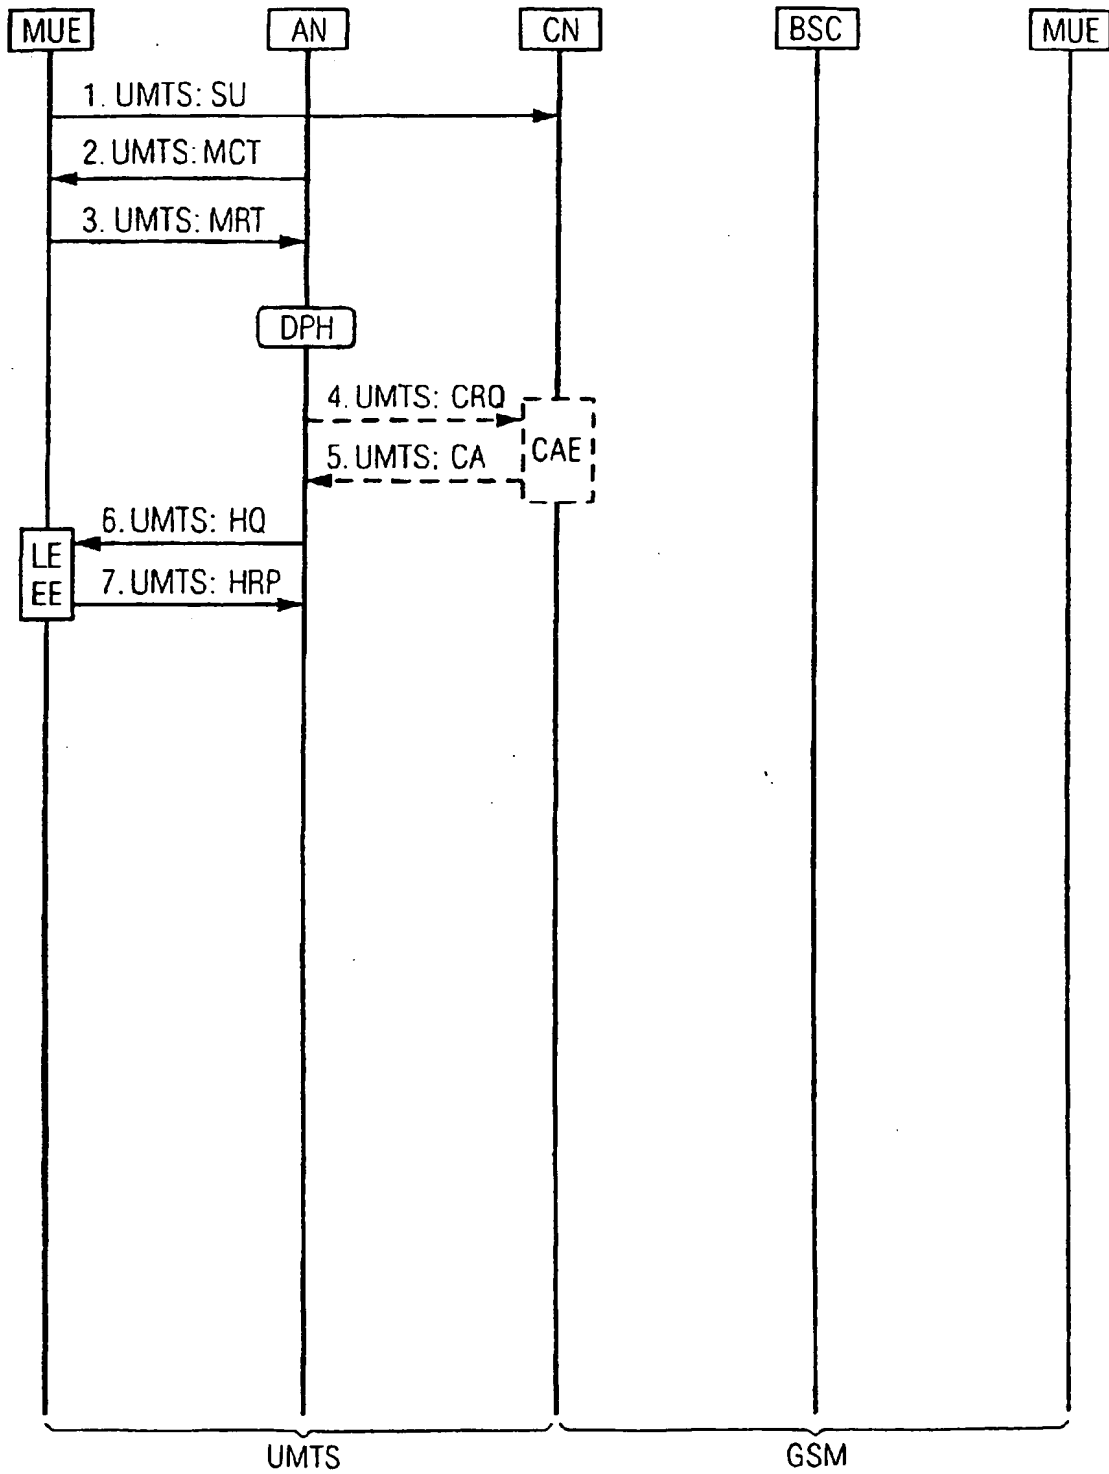 MUE AN CN BSC MUE
1. UMTS: SU
2. UMTS: MCT
3. UMTS: MRT
DPH
4. UMTS: CRQ
CAE
5. UMTS: CA
6. UMTS: HQ
LE
EE
7. UMTS: HRP
UMTS GSM